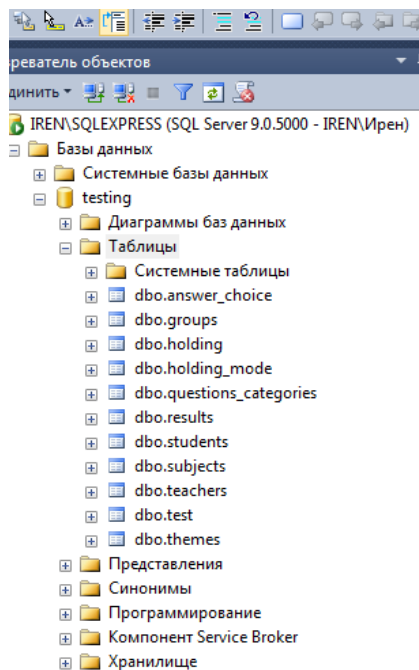 зреватель объектов
динить
IREN\SQLEXPRESS (SQL Server 9.0.5000 - IREN\Ирен)
Базы данных
Системные базы данных
testing
Диаграммы баз данных
Таблицы
Системные таблицы
dbo.answer_choice
dbo.groups
dbo.holding
dbo.holding_mode
dbo.questions_categories
dbo.results
dbo.students
dbo.subjects
dbo.teachers
dbo.test
dbo.themes
Представления
Синонимы
Программирование
Компонент Service Broker
Хранилище